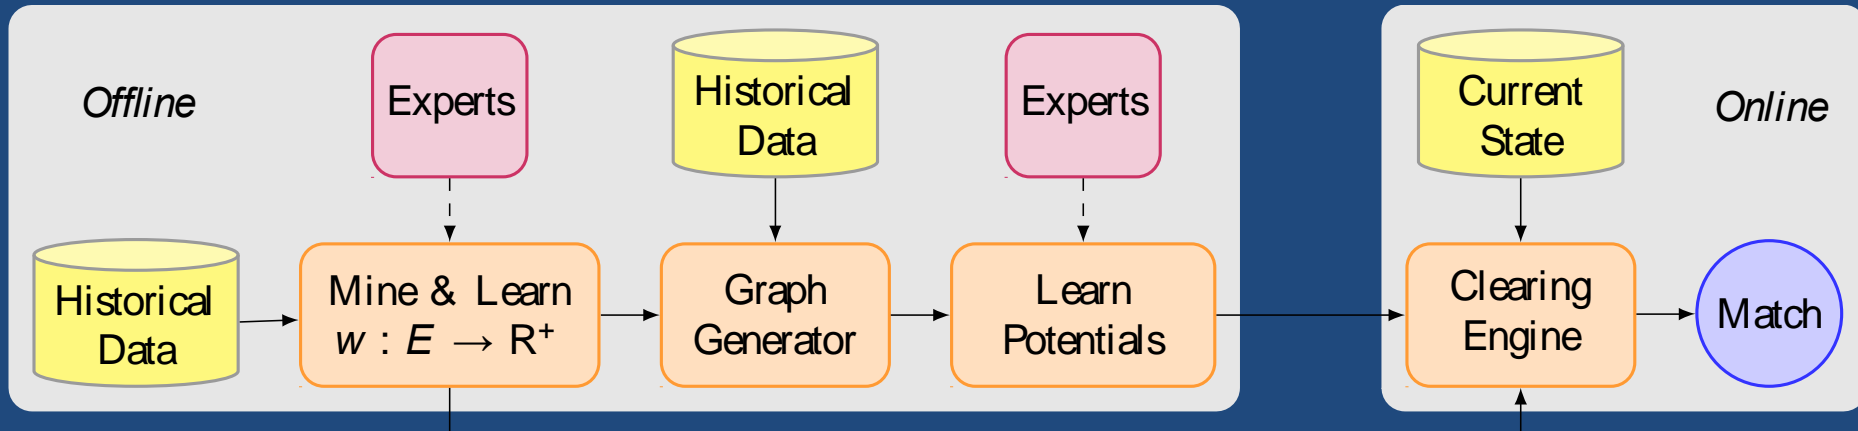 Offline
Experts
Historical
Data
Experts
Current
State
Online
Historical
Data
Mine & Learn
w : E → R⁺
Graph
Generator
Learn
Potentials
Clearing
Engine
Match